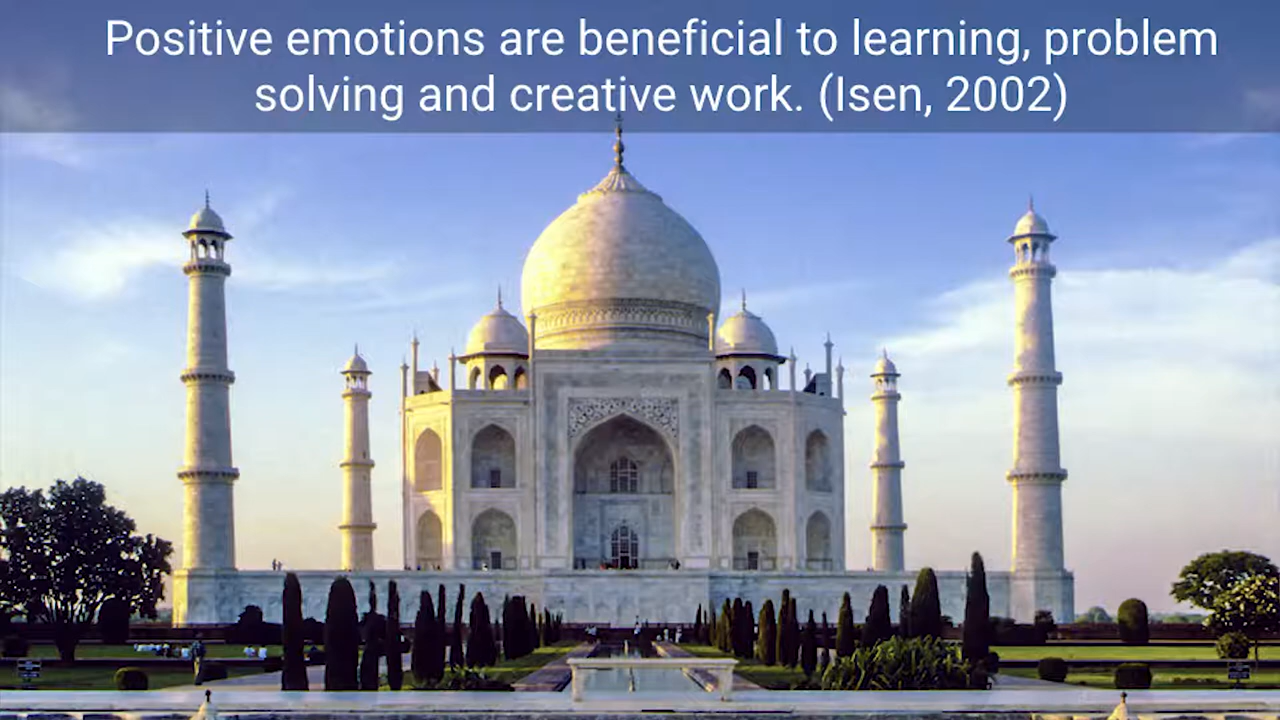 Positive emotions are beneficial to learning, problem
solving and creative work. (Isen, 2002)